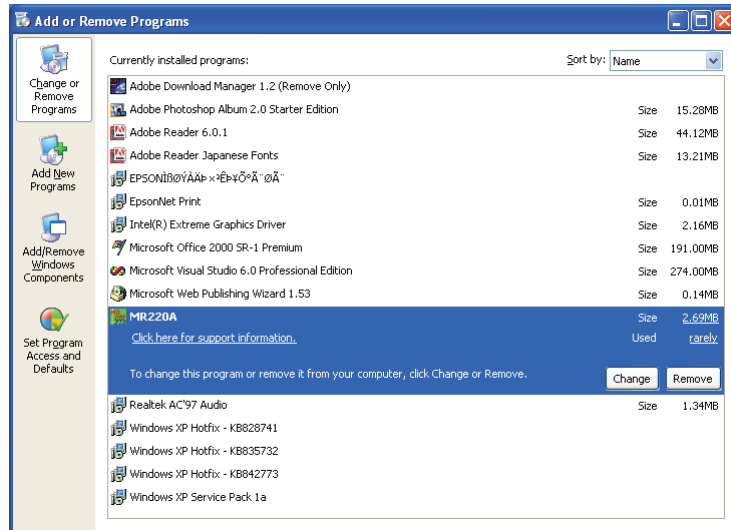 Add or Remove Programs
Change or
Remove
Programs
Add New
Programs
Add/Remove
Windows
Components
Set Program
Access and
Defaults
Currently installed programs:
Sort by: Name
Adobe Download Manager 1.2 (Remove Only)
Adobe Photoshop Album 2.0 Starter Edition Size 15.28MB
Adobe Reader 6.0.1 Size 44.12MB
Adobe Reader Japanese Fonts Size 13.21MB
EpsonNet Print Size 0.01MB
Intel(R) Extreme Graphics Driver Size 2.16MB
Microsoft Office 2000 SR-1 Premium Size 191.00MB
Microsoft Visual Studio 6.0 Professional Edition Size 274.00MB
Microsoft Web Publishing Wizard 1.53 Size 0.14MB
MR220A Size 2.69MB
Click here for support information. Used rarely
To change this program or remove it from your computer, click Change or Remove. Change Remove
Realtek AC'97 Audio Size 1.34MB
Windows XP Hotfix - KB828741
Windows XP Hotfix - KB835732
Windows XP Hotfix - KB842773
Windows XP Service Pack 1a